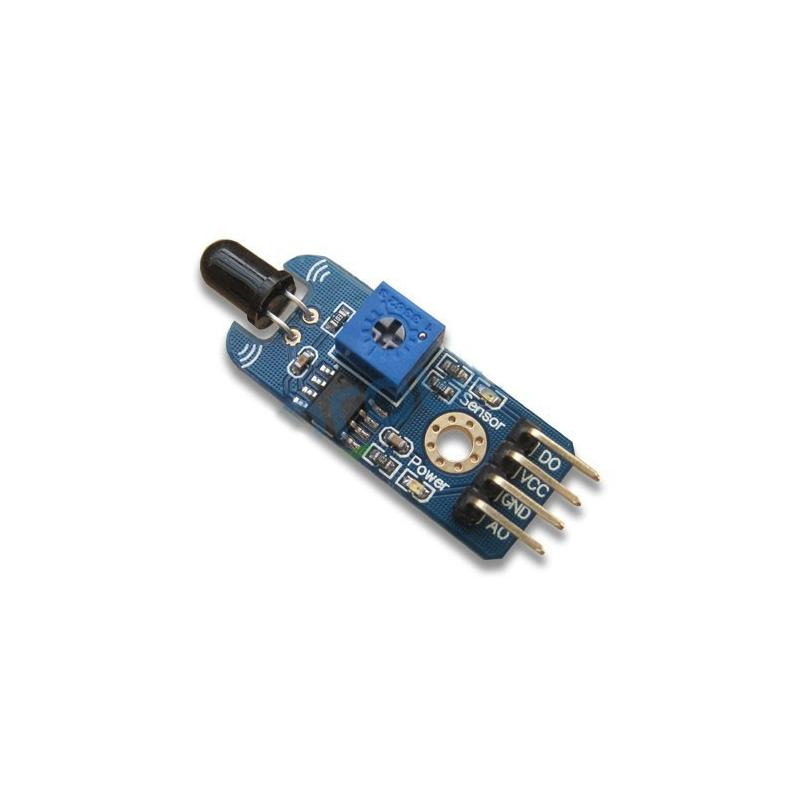 Sensor
Power
DO
VCC
GND
AO